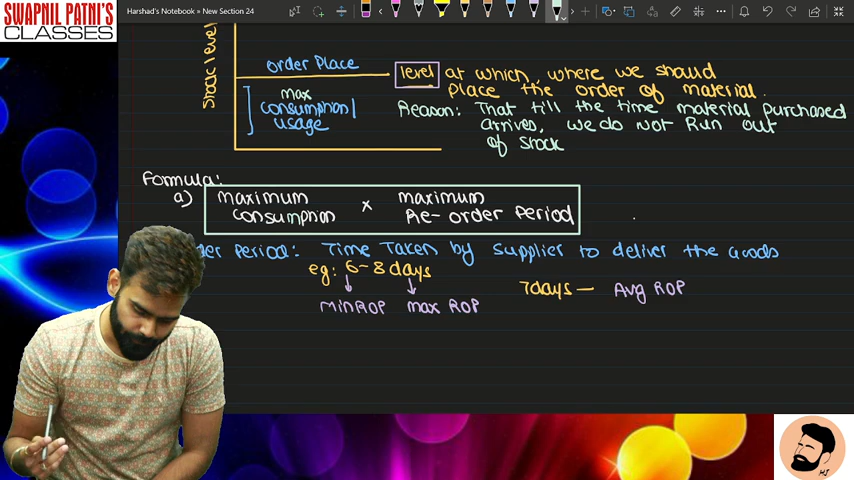 SWAPNIL PATNI'S
CLASSES
Harshad's Notebook » New Section 24
Stock level
order Place
max
consumption/
usage
level at which, where we should
place the order of material.
Reason: That till the time material purchased
arrives, we do not Run out
of stock
Formula:
a) maximum consumption x maximum Re-order Period
der Period: Time Taken by supplier to deliver the Goods
eg: 6-8 days
7days — Avg ROP
Min ROP max ROP
HS